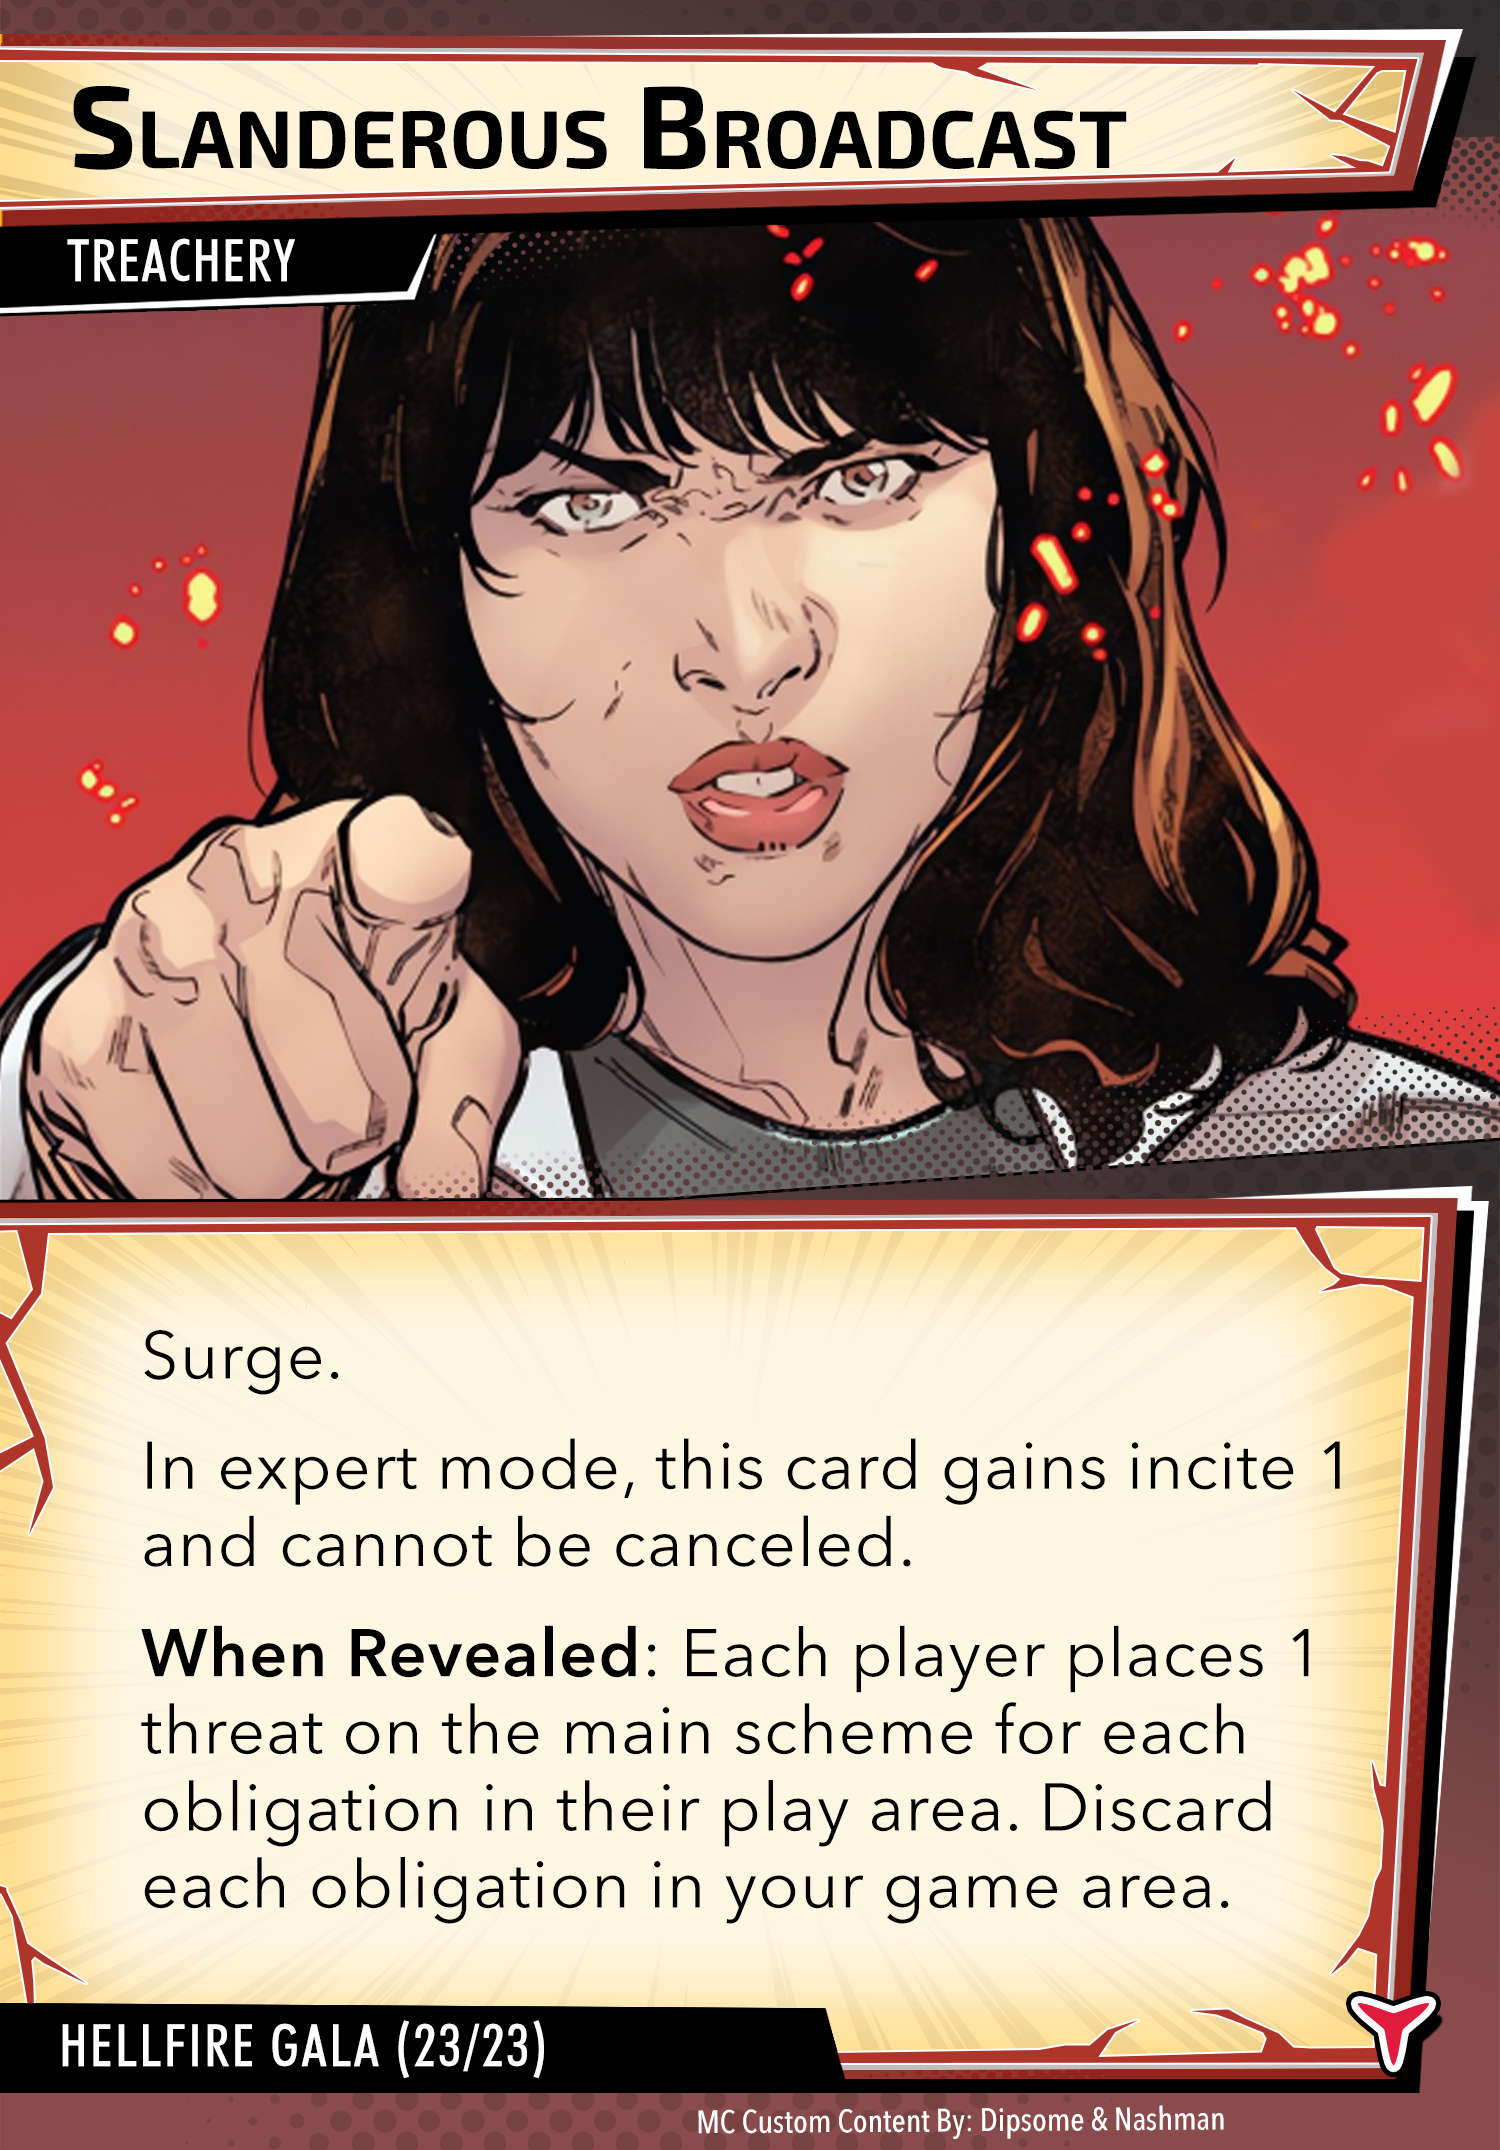 Slanderous Broadcast
TREACHERY
Surge.
In expert mode, this card gains incite 1
and cannot be canceled.
When Revealed: Each player places 1
threat on the main scheme for each
obligation in their play area. Discard
each obligation in your game area.
HELLFIRE GALA (23/23)
MC Custom Content By: Dipsome & Nashman